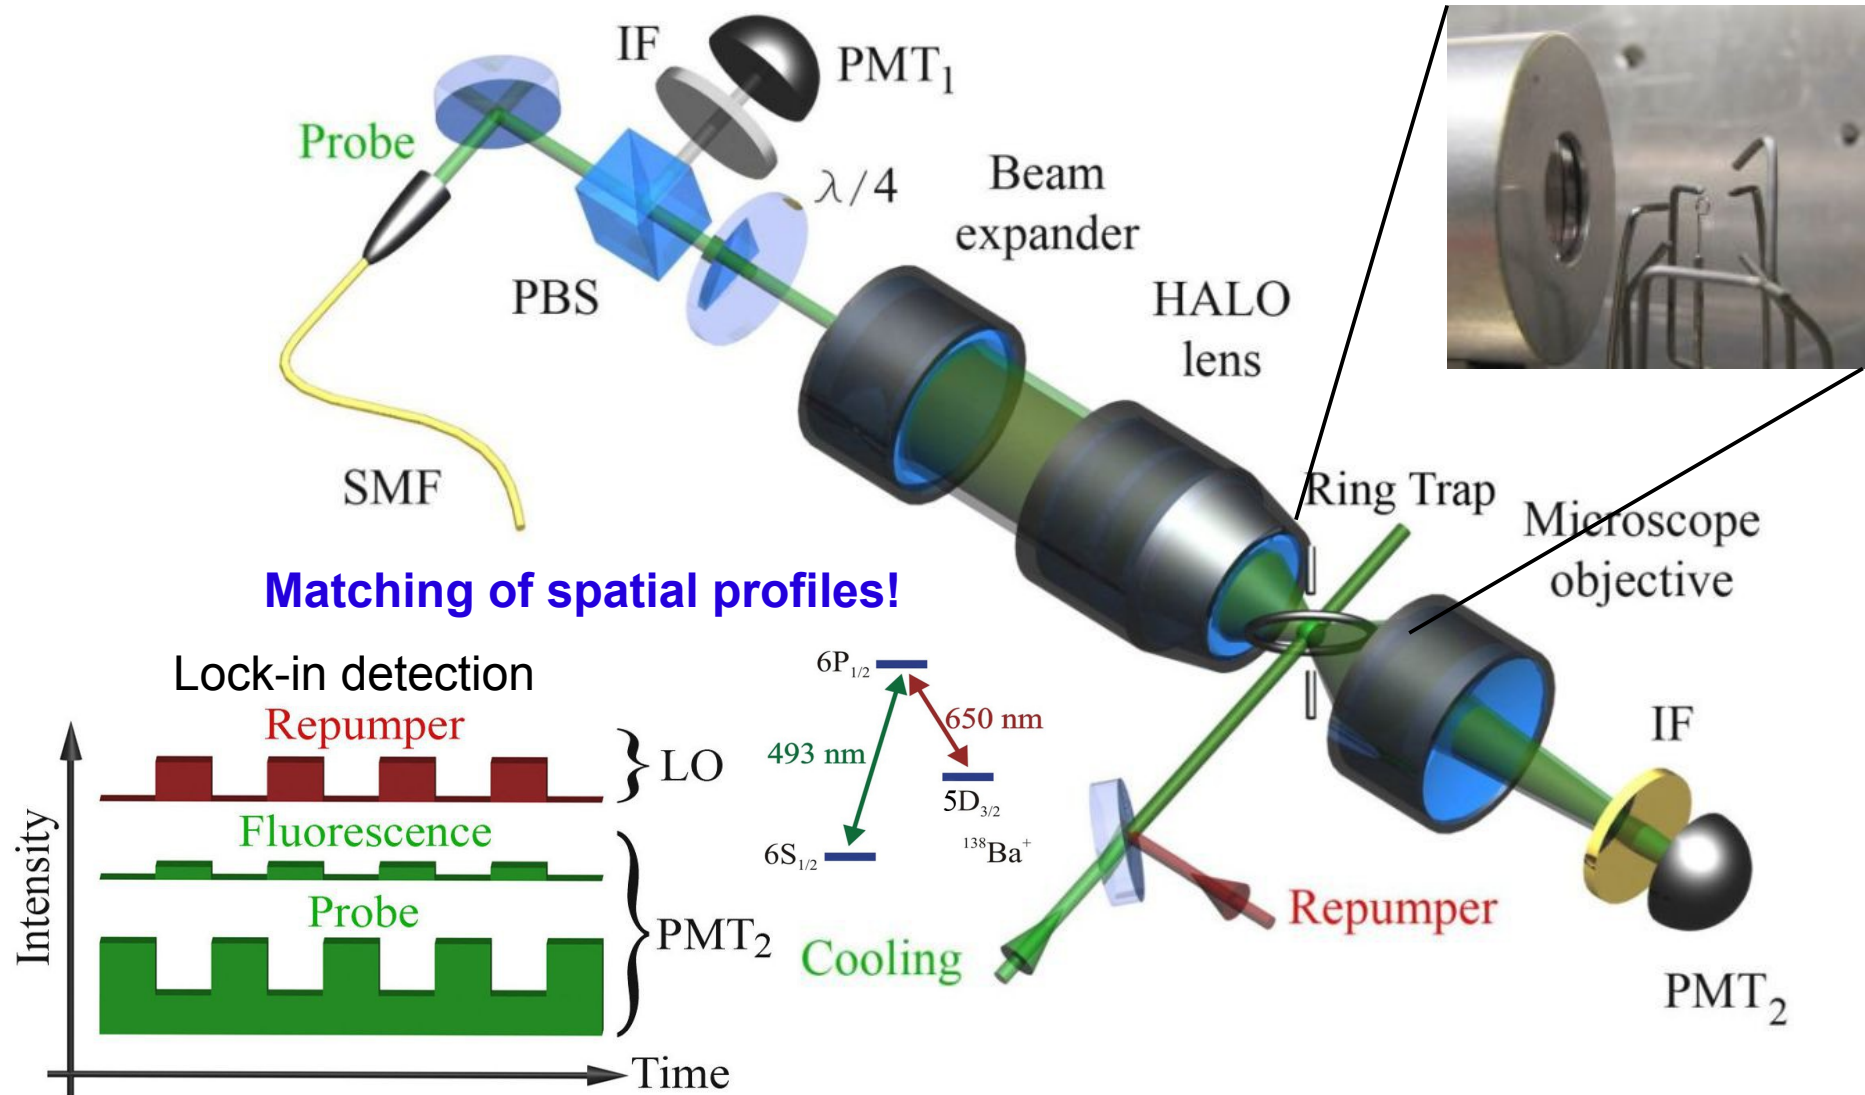 IF
PMT₁
Probe
λ/4
Beam
expander
PBS
HALO
lens
SMF
Ring Trap
Microscope
objective
Matching of spatial profiles!
Lock-in detection
Repumper
LO
Fluorescence
Probe
PMT₂
Intensity
Time
6P₁/₂
650 nm
493 nm
5D₃/₂
6S₁/₂
¹³⁸Ba⁺
IF
Repumper
Cooling
PMT₂